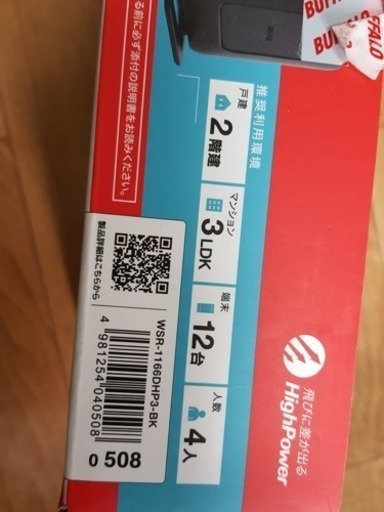 BUFFALO
BUFF
る前に必ず添付の説明書をお読みください。
推奨利用環境
戸建
2階建
マンション
3 LDK
端末
12台
人数
4人
製品詳細はこちらから
WSR-1166DHP3-BK
4 981254 040508
0 508
飛びに差が出る
HighPower